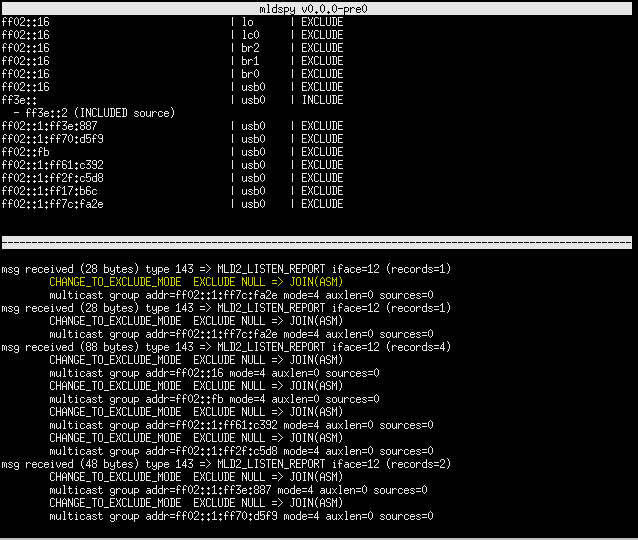 mldspy v0.0.0-pre0
ff02::16 | lo | EXCLUDE
ff02::16 | lc0 | EXCLUDE
ff02::16 | br2 | EXCLUDE
ff02::16 | br1 | EXCLUDE
ff02::16 | br0 | EXCLUDE
ff02::16 | usb0 | EXCLUDE
ff3e:: | usb0 | INCLUDE
- ff3e::2 (INCLUDED source)
ff02::1:ff3e:887 | usb0 | EXCLUDE
ff02::1:ff70:d5f9 | usb0 | EXCLUDE
ff02::fb | usb0 | EXCLUDE
ff02::1:ff61:c392 | usb0 | EXCLUDE
ff02::1:ff2f:c5d8 | usb0 | EXCLUDE
ff02::1:ff17:b6c | usb0 | EXCLUDE
ff02::1:ff7c:fa2e | usb0 | EXCLUDE
msg received (28 bytes) type 143 => MLD2_LISTEN_REPORT iface=12 (records=1)
CHANGE_TO_EXCLUDE_MODE EXCLUDE NULL => JOIN(ASM)
multicast group addr=ff02::1:ff7c:fa2e mode=4 auxlen=0 sources=0
msg received (28 bytes) type 143 => MLD2_LISTEN_REPORT iface=12 (records=1)
CHANGE_TO_EXCLUDE_MODE EXCLUDE NULL => JOIN(ASM)
multicast group addr=ff02::1:ff7c:fa2e mode=4 auxlen=0 sources=0
msg received (88 bytes) type 143 => MLD2_LISTEN_REPORT iface=12 (records=4)
CHANGE_TO_EXCLUDE_MODE EXCLUDE NULL => JOIN(ASM)
multicast group addr=ff02::16 mode=4 auxlen=0 sources=0
CHANGE_TO_EXCLUDE_MODE EXCLUDE NULL => JOIN(ASM)
multicast group addr=ff02::fb mode=4 auxlen=0 sources=0
CHANGE_TO_EXCLUDE_MODE EXCLUDE NULL => JOIN(ASM)
multicast group addr=ff02::1:ff61:c392 mode=4 auxlen=0 sources=0
CHANGE_TO_EXCLUDE_MODE EXCLUDE NULL => JOIN(ASM)
multicast group addr=ff02::1:ff2f:c5d8 mode=4 auxlen=0 sources=0
msg received (48 bytes) type 143 => MLD2_LISTEN_REPORT iface=12 (records=2)
CHANGE_TO_EXCLUDE_MODE EXCLUDE NULL => JOIN(ASM)
multicast group addr=ff02::1:ff3e:887 mode=4 auxlen=0 sources=0
CHANGE_TO_EXCLUDE_MODE EXCLUDE NULL => JOIN(ASM)
multicast group addr=ff02::1:ff70:d5f9 mode=4 auxlen=0 sources=0